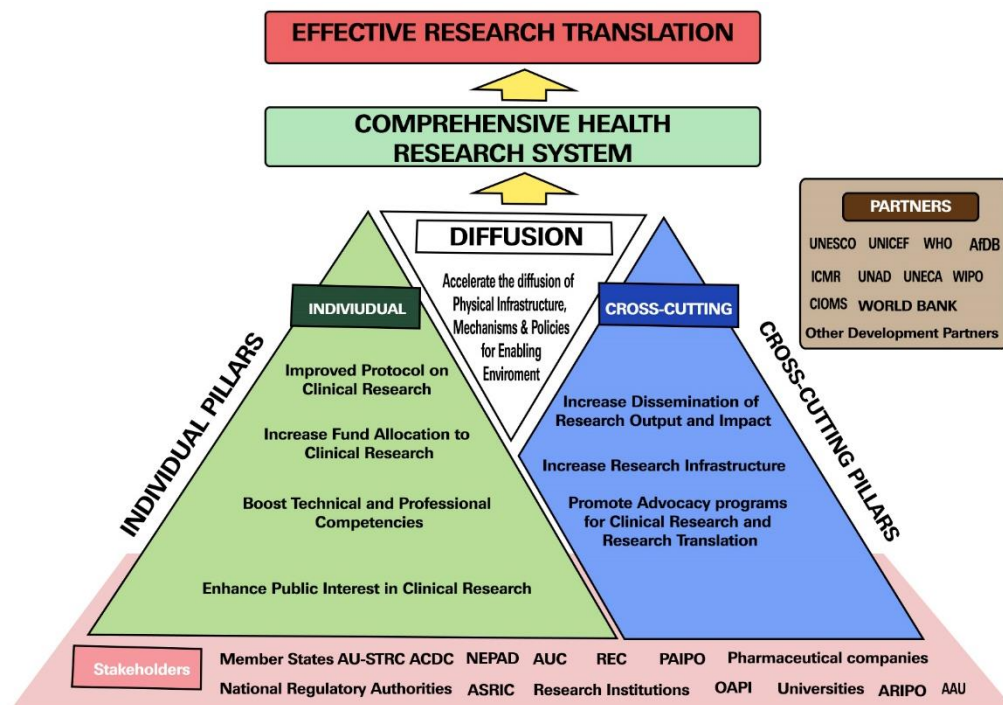 EFFECTIVE RESEARCH TRANSLATION
COMPREHENSIVE HEALTH
RESEARCH SYSTEM
DIFFUSION
Accelerate the diffusion of
Physical Infrastructure,
Mechanisms & Policies
for Enabling
Enviroment
INDIVIDUAL PILLARS
INDIVIUDUAL
Improved Protocol on
Clinical Research
Increase Fund Allocation to
Clinical Research
Boost Technical and Professional
Competencies
Enhance Public Interest in Clinical Research
CROSS-CUTTING
Increase Dissemination of
Research Output and Impact
Increase Research Infrastructure
Promote Advocacy programs
for Clinical Research and
Research Translation
CROSS-CUTTING PILLARS
PARTNERS
UNESCO UNICEF WHO AfDB
ICMR UNAD UNECA WIPO
CIOMS WORLD BANK
Other Development Partners
Stakeholders
Member States AU-STRC ACDC NEPAD AUC REC PAIPO Pharmaceutical companies
National Regulatory Authorities ASRIC Research Institutions OAPI Universities ARIPO AAU